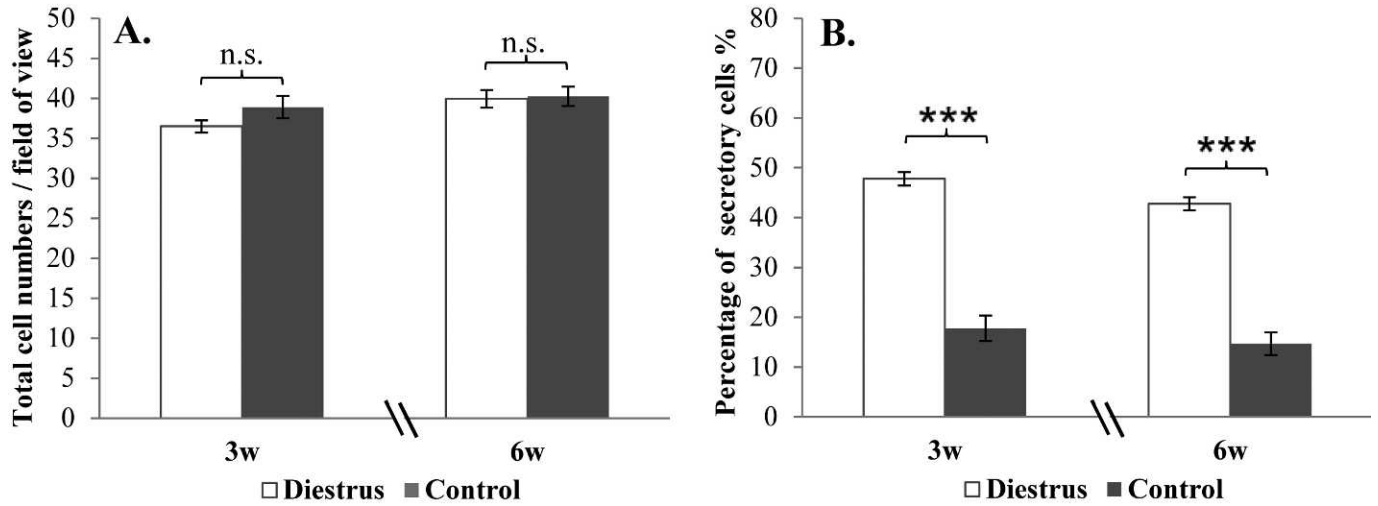 A.
Total cell numbers / field of view
50
45
40
35
30
25
20
15
10
5
0
n.s.
n.s.
3w
6w
Diestrus
Control
B.
Percentage of secretory cells %
80
70
60
50
40
30
20
10
0
***
***
3w
6w
Diestrus
Control